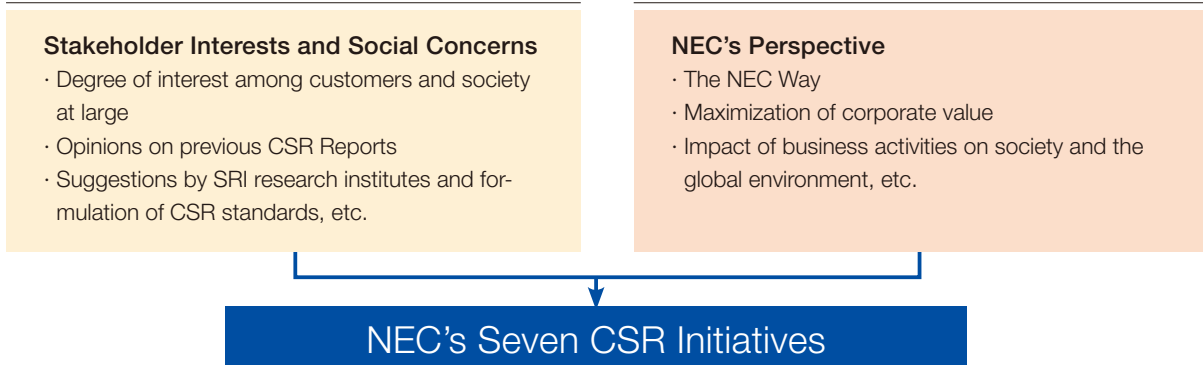 Stakeholder Interests and Social Concerns
· Degree of interest among customers and society
at large
· Opinions on previous CSR Reports
· Suggestions by SRI research institutes and for-
mulation of CSR standards, etc.
NEC's Perspective
· The NEC Way
· Maximization of corporate value
· Impact of business activities on society and the
global environment, etc.
NEC's Seven CSR Initiatives